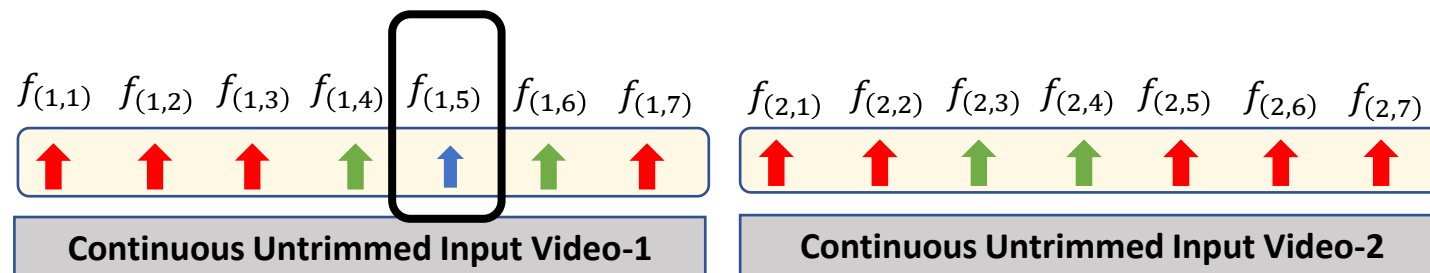 f(1,1) f(1,2) f(1,3) f(1,4) f(1,5) f(1,6) f(1,7) f(2,1) f(2,2) f(2,3) f(2,4) f(2,5) f(2,6) f(2,7)
Continuous Untrimmed Input Video-1 Continuous Untrimmed Input Video-2